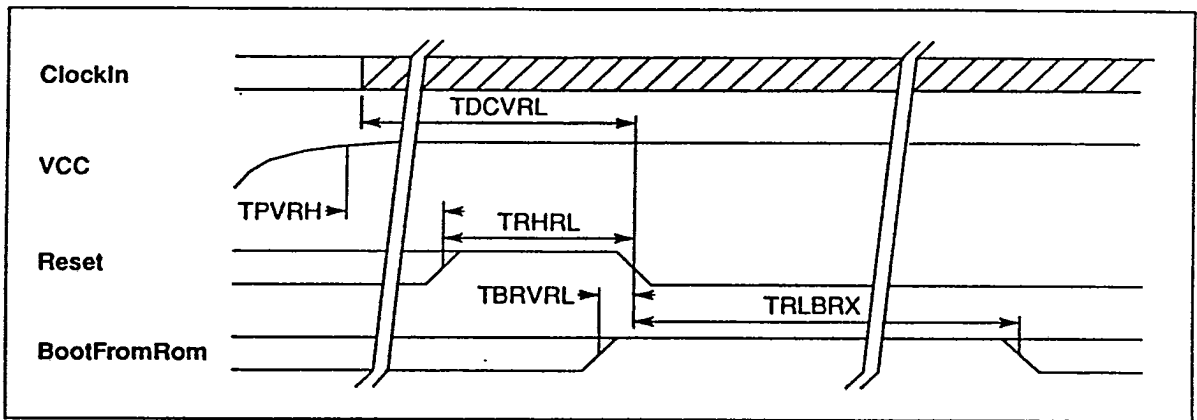 ClockIn
TDCVRL
VCC
TPVRH
TRHRL
Reset
TBRVRL
TRLBRX
BootFromRom